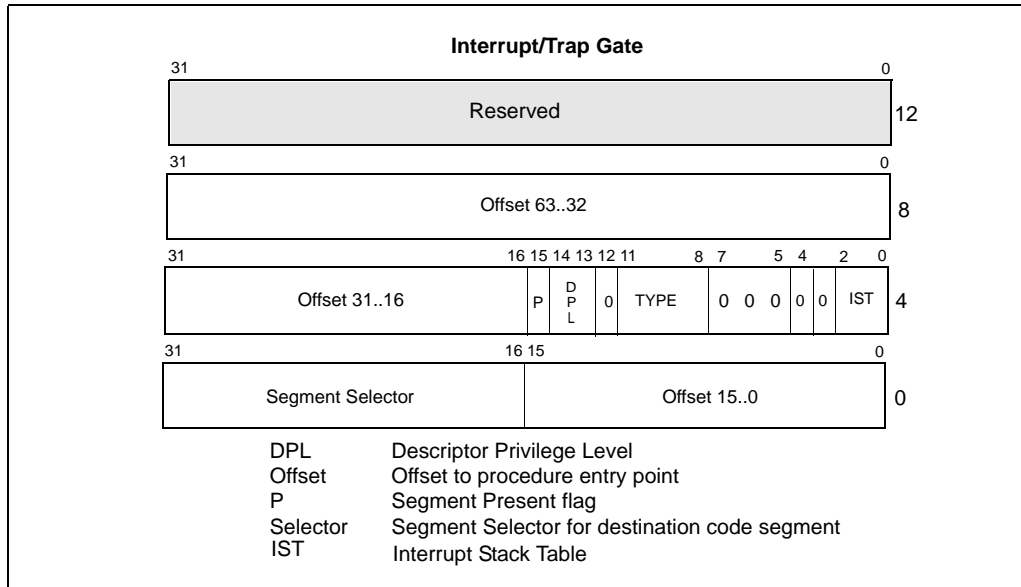 Interrupt/Trap Gate
31 0
Reserved 12
31 0
Offset 63..32 8
31 16 15 14 13 12 11 8 7 5 4 2 0
Offset 31..16 P DPL 0 TYPE 0 0 0 0 0 IST 4
31 16 15 0
Segment Selector Offset 15..0 0
DPL Descriptor Privilege Level
Offset Offset to procedure entry point
P Segment Present flag
Selector Segment Selector for destination code segment
IST Interrupt Stack Table